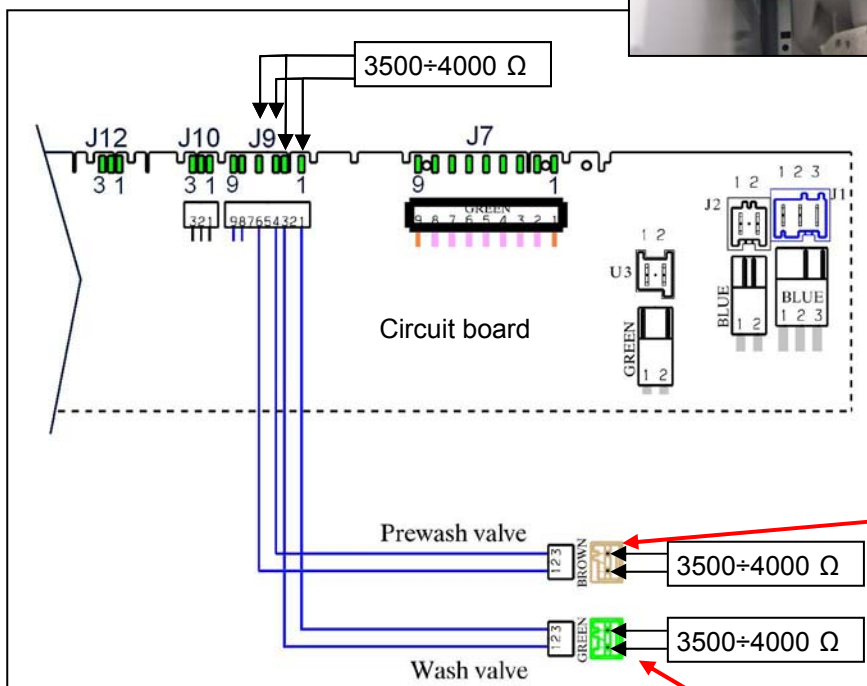 3500÷4000 Ω
J12 J10 J9 J7
3 1 3 1 9 1 9 1
321 987654321
GREEN
9 8 7 6 5 4 3 2 1
1 2
J2
1 2 3
J1
1 2
U3
BLUE
1 2
BLUE
1 2 3
GREEN
1 2
Circuit board
Prewash valve
123
BROWN
3500÷4000 Ω
123
GREEN
3500÷4000 Ω
Wash valve